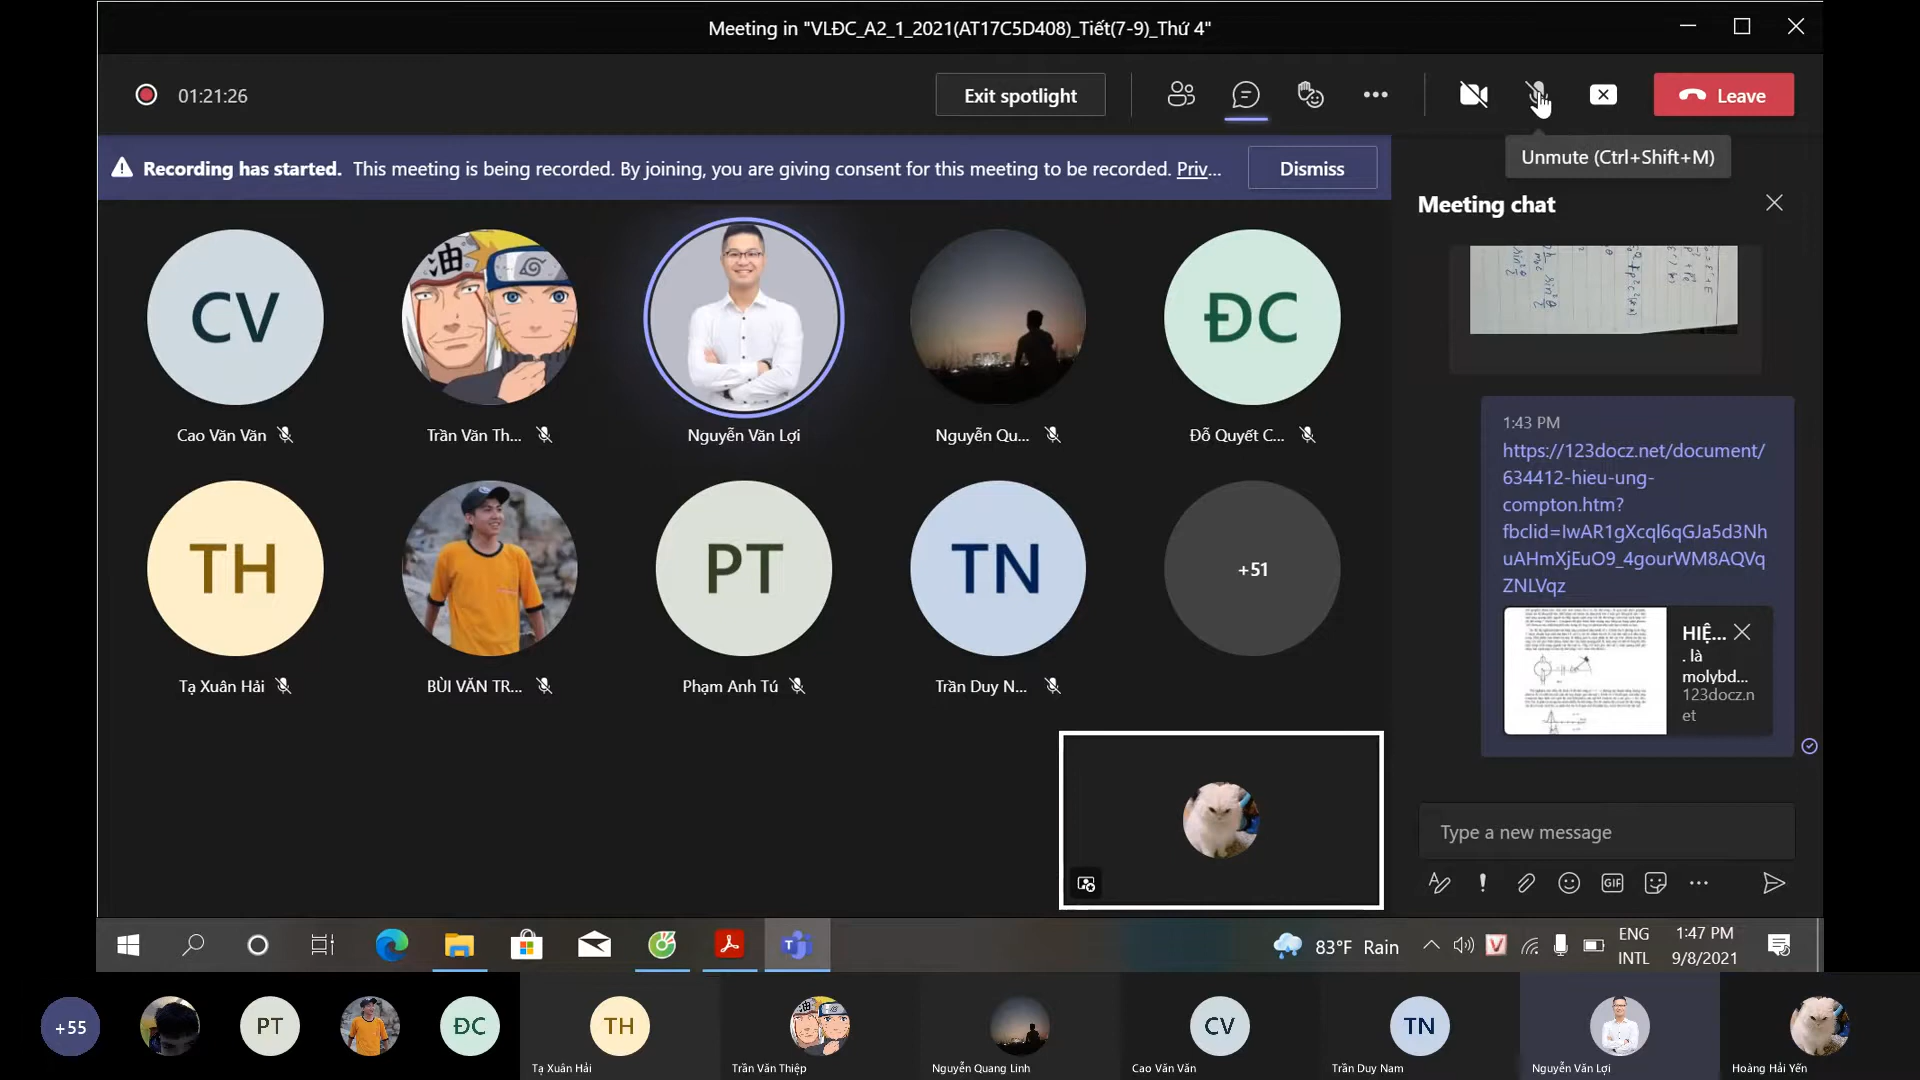 Meeting in "VLĐC_A2_1_2021(AT17C5D408)_Tiết(7-9)_Thứ 4"
01:21:26
Exit spotlight
Leave
Unmute (Ctrl+Shift+M)
Recording has started. This meeting is being recorded. By joining, you are giving consent for this meeting to be recorded. Priv...
Dismiss
Meeting chat
CV
油
ĐC
Cao Văn Văn
Trần Văn Th...
Nguyễn Văn Lợi
Nguyễn Qu...
Đỗ Quyết C...
TH
PT
TN
+51
Tạ Xuân Hải
BÙI VĂN TR...
Phạm Anh Tú
Trần Duy N...
1:43 PM
https://123docz.net/document/
634412-hieu-ung-
compton.htm?
fbclid=IwAR1gXcql6qGJa5d3Nh
uAHmXjEuO9_4gourWM8AQVq
ZNLVqz
HIỆ...
. là
molybd...
123docz.n
et
Type a new message
GIF
83°F Rain
ENG
INTL
1:47 PM
9/8/2021
+55
PT
ĐC
TH
CV
TN
Tạ Xuân Hải
Trần Văn Thiệp
Nguyễn Quang Linh
Cao Văn Văn
Trần Duy Nam
Nguyễn Văn Lợi
Hoàng Hải Yến